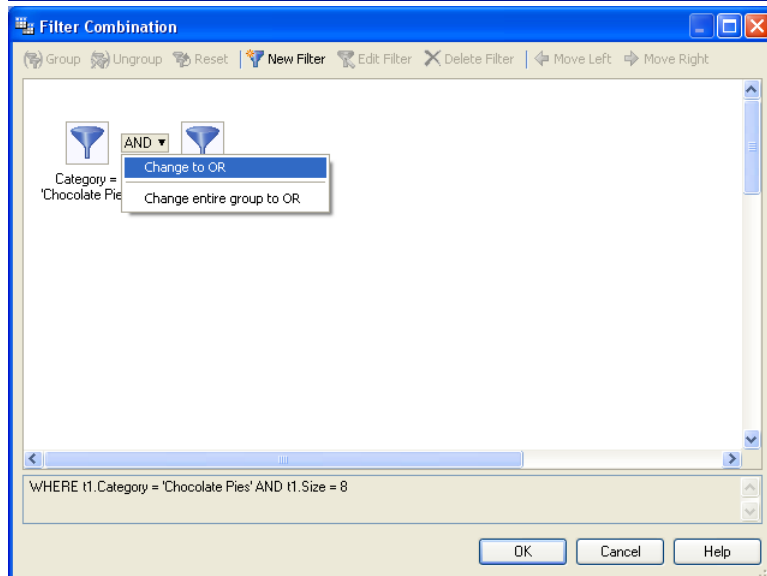 Filter Combination
Group Ungroup Reset New Filter Edit Filter Delete Filter Move Left Move Right
AND
Change to OR
Category =
'Chocolate Pie
Change entire group to OR
WHERE t1.Category = 'Chocolate Pies' AND t1.Size = 8
OK Cancel Help